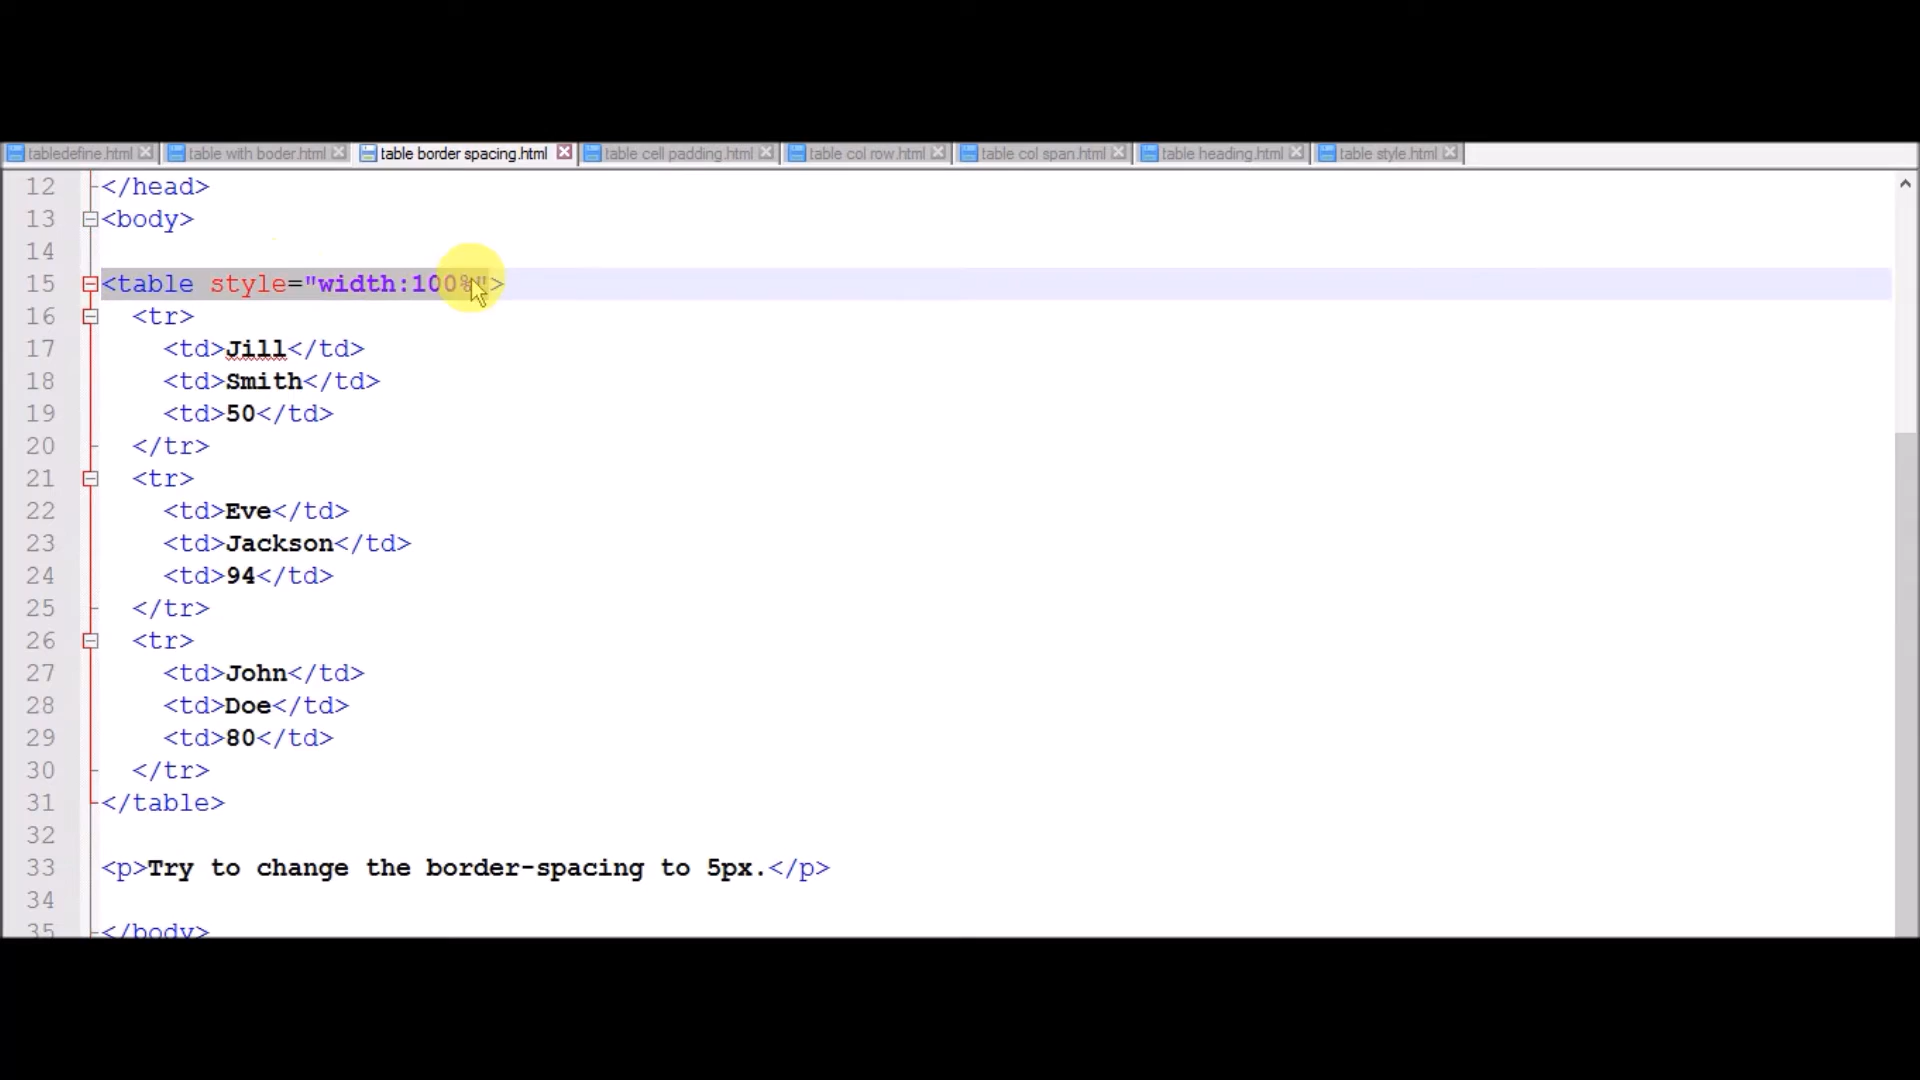 tabledefine.html table with boder.html table border spacing.html table cell padding.html table col row.html table col span.html table heading.html table style.html
12 </head>
13 <body>
14
15 <table style="width:100%">
16 <tr>
17 <td>Jill</td>
18 <td>Smith</td>
19 <td>50</td>
20 </tr>
21 <tr>
22 <td>Eve</td>
23 <td>Jackson</td>
24 <td>94</td>
25 </tr>
26 <tr>
27 <td>John</td>
28 <td>Doe</td>
29 <td>80</td>
30 </tr>
31 </table>
32
33 <p>Try to change the border-spacing to 5px.</p>
34
35 </body>